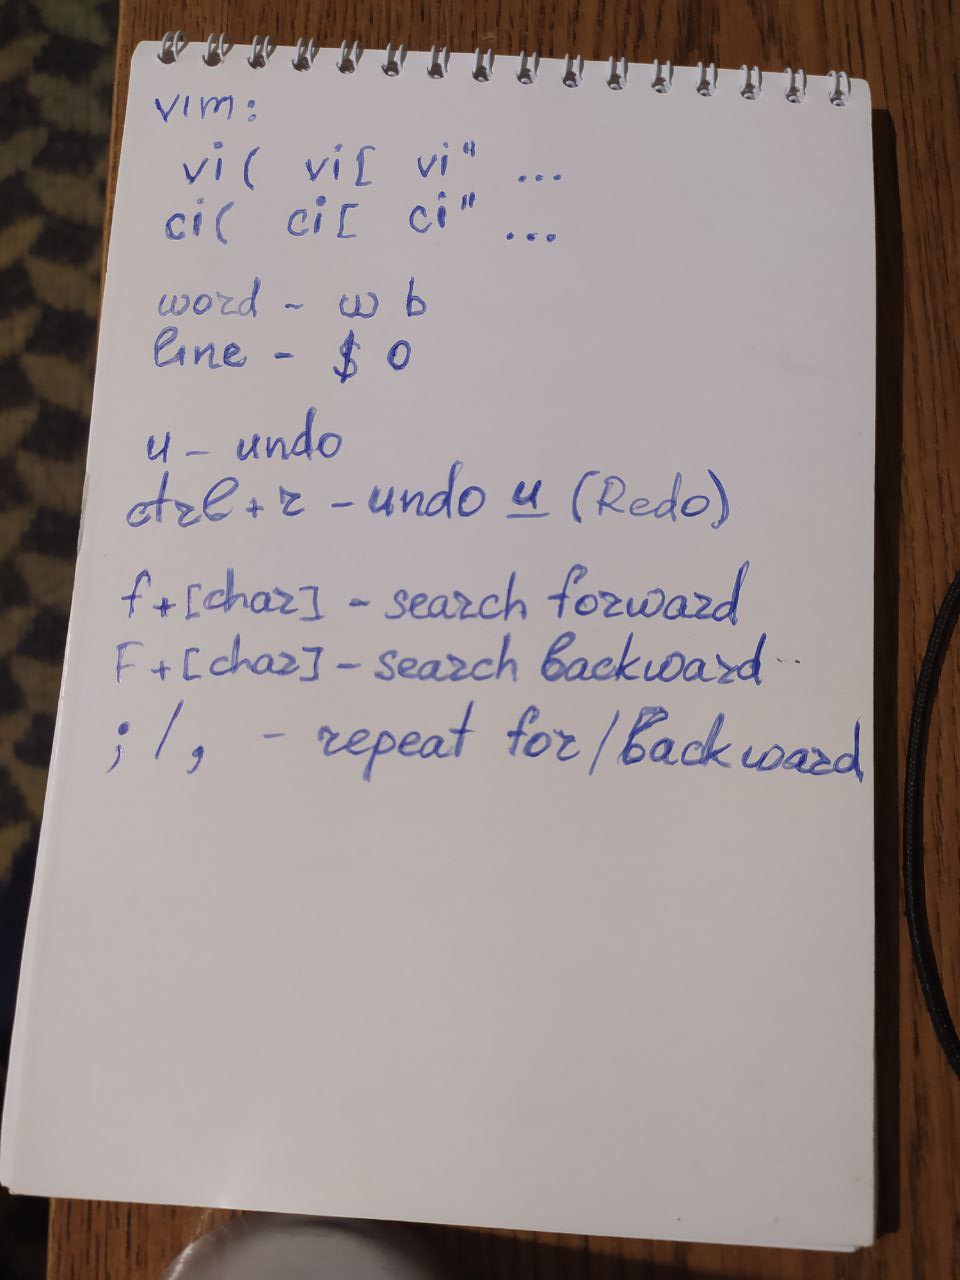 vim:
vi( vi[ vi" ...
ci( ci[ ci" ...
word - w b
line - $ 0
u - undo
ctrl + r - undo u (Redo)
f + [char] - search forward
F + [char] - search backward
; / , - repeat for/backward